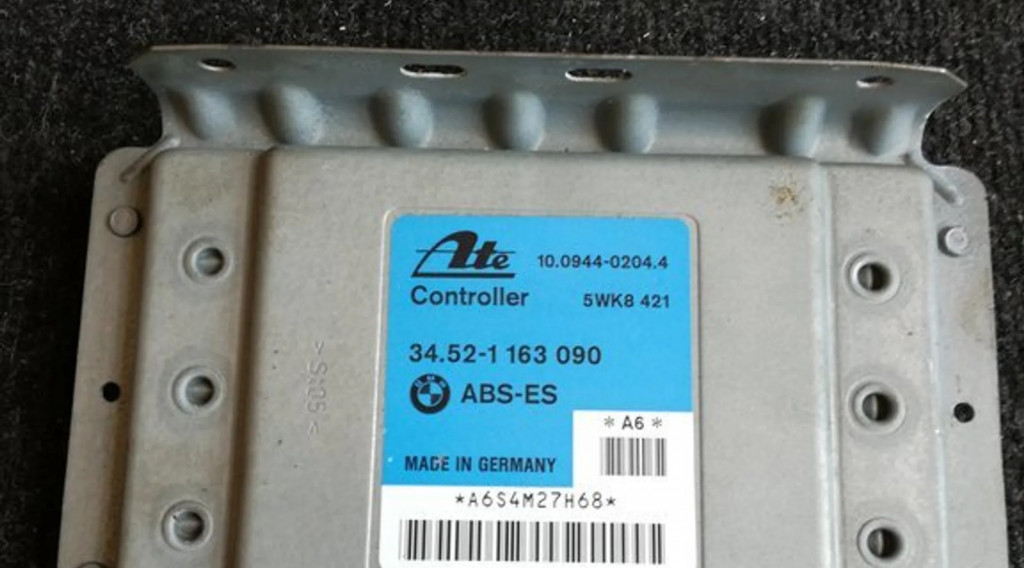 Ate 10.0944-0204.4
Controller 5WK8 421
34.52-1 163 090
BMW ABS-ES
* A6 *
MADE IN GERMANY
*A6S4M27H68*